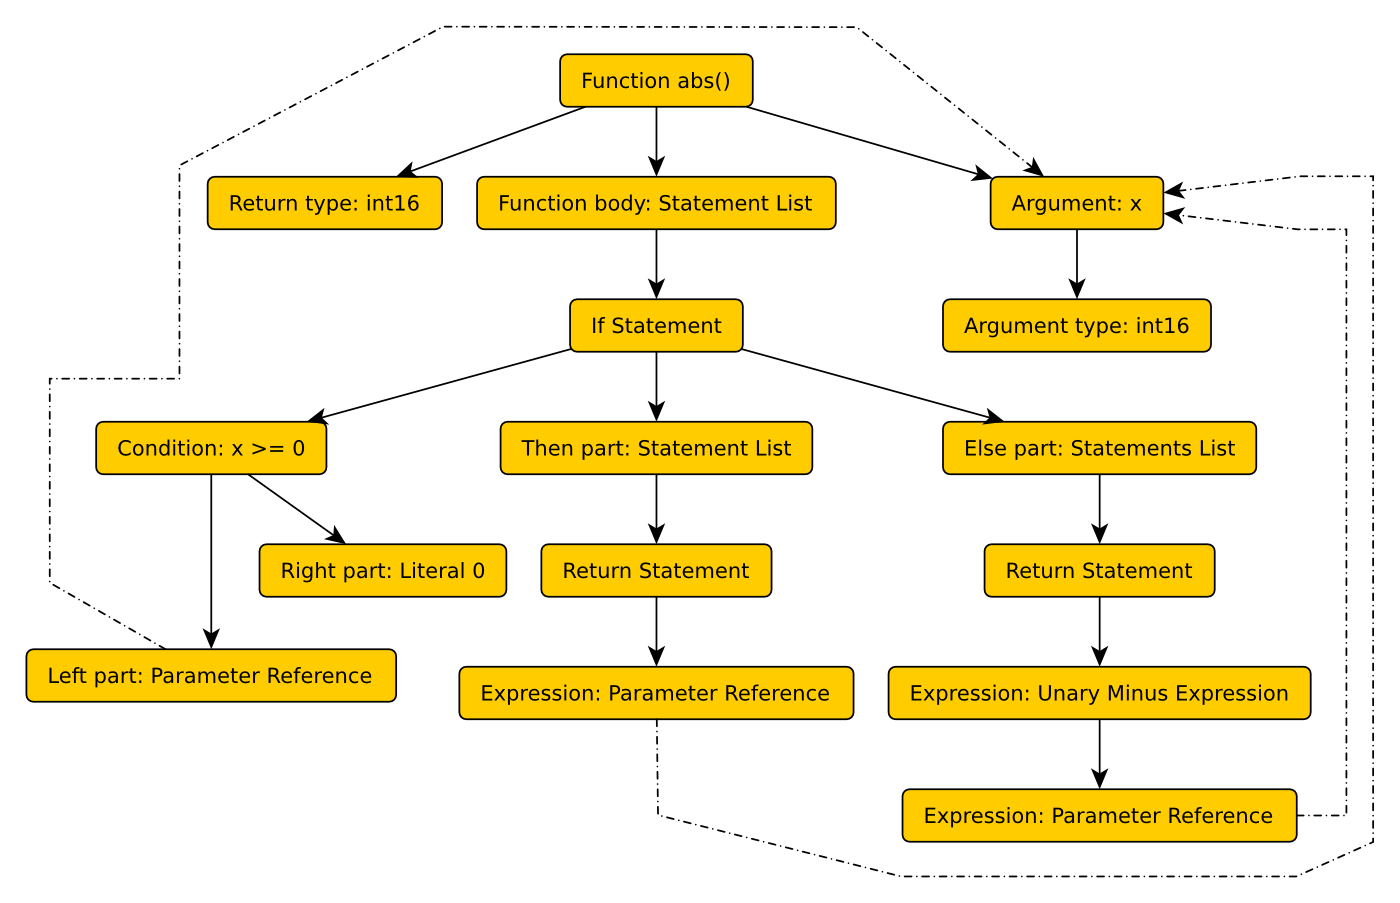 Function abs()
Return type: int16
Function body: Statement List
Argument: x
If Statement
Argument type: int16
Condition: x >= 0
Then part: Statement List
Else part: Statements List
Right part: Literal 0
Return Statement
Return Statement
Left part: Parameter Reference
Expression: Parameter Reference
Expression: Unary Minus Expression
Expression: Parameter Reference